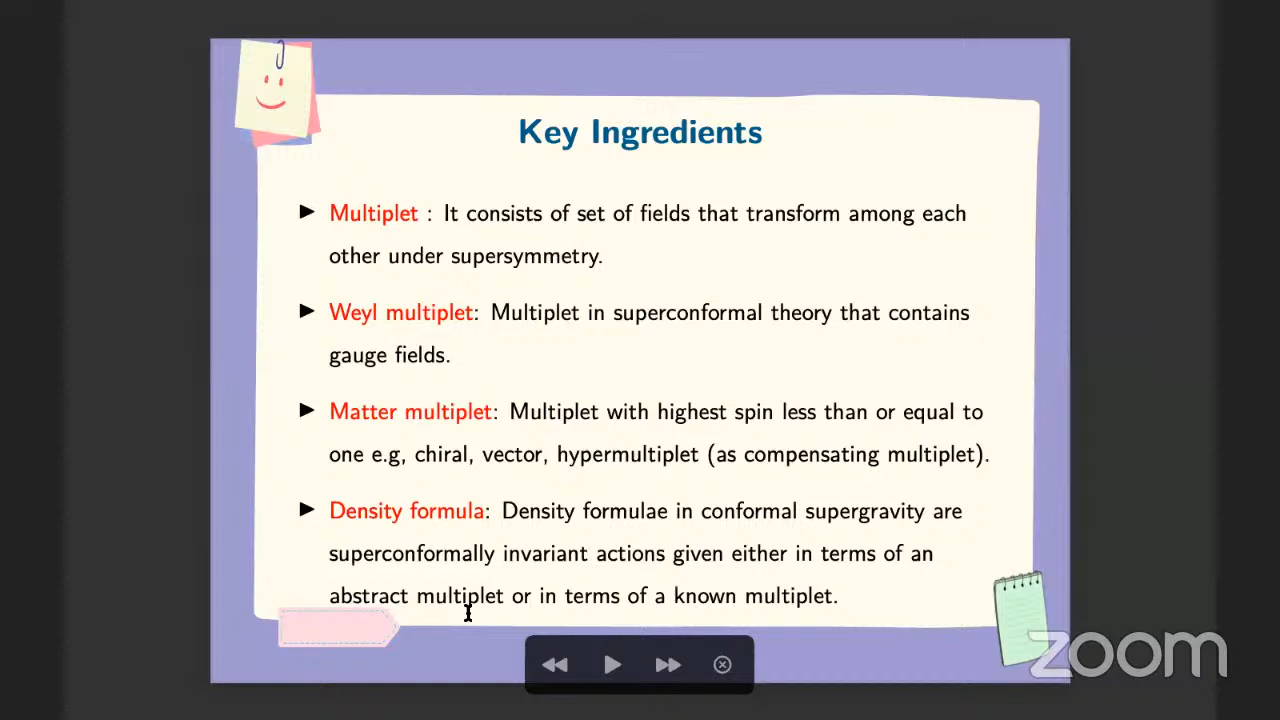 Key Ingredients
Multiplet : It consists of set of fields that transform among each
other under supersymmetry.
Weyl multiplet: Multiplet in superconformal theory that contains
gauge fields.
Matter multiplet: Multiplet with highest spin less than or equal to
one e.g, chiral, vector, hypermultiplet (as compensating multiplet).
Density formula: Density formulae in conformal supergravity are
superconformally invariant actions given either in terms of an
abstract multiplet or in terms of a known multiplet.
zoom